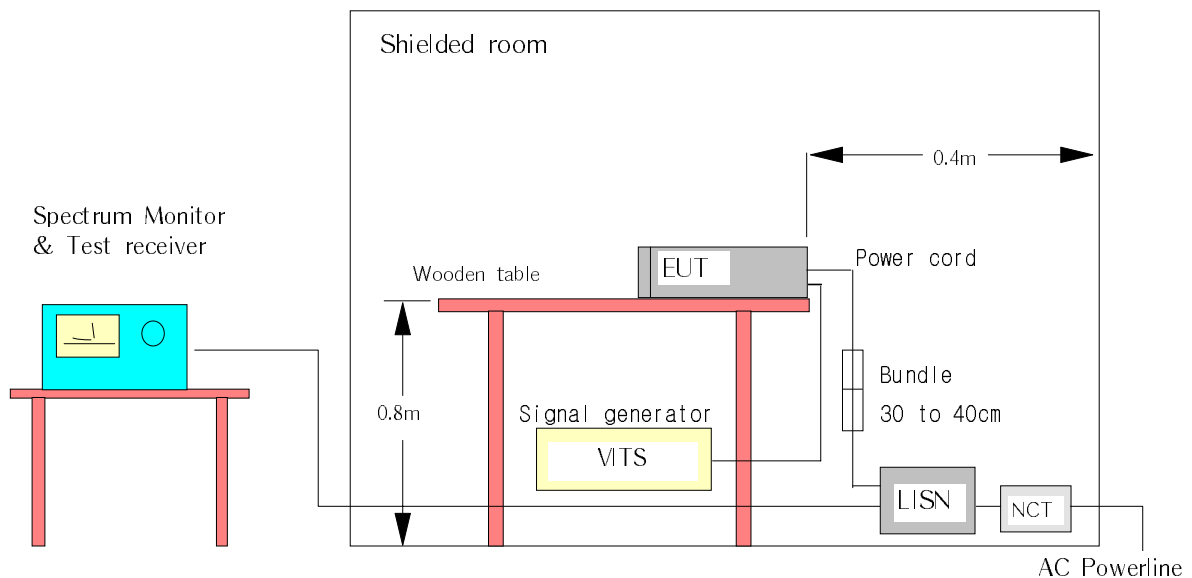 Shielded room
0.4m
Spectrum Monitor
& Test receiver
EUT
Power cord
Wooden table
Bundle
30 to 40cm
0.8m
Signal generator
VITS
LISN
NCT
AC Powerline